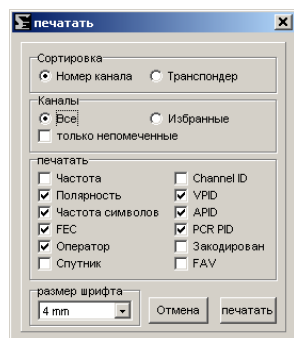 печатать
Сортировка
Номер канала Транспондер
Каналы
Все Избранные
только непомеченные
печатать
Частота Channel ID
Полярность VPID
Частота символов APID
FEC PCR PID
Оператор Закодирован
Спутник FAV
размер шрифта
4 mm Отмена печатать